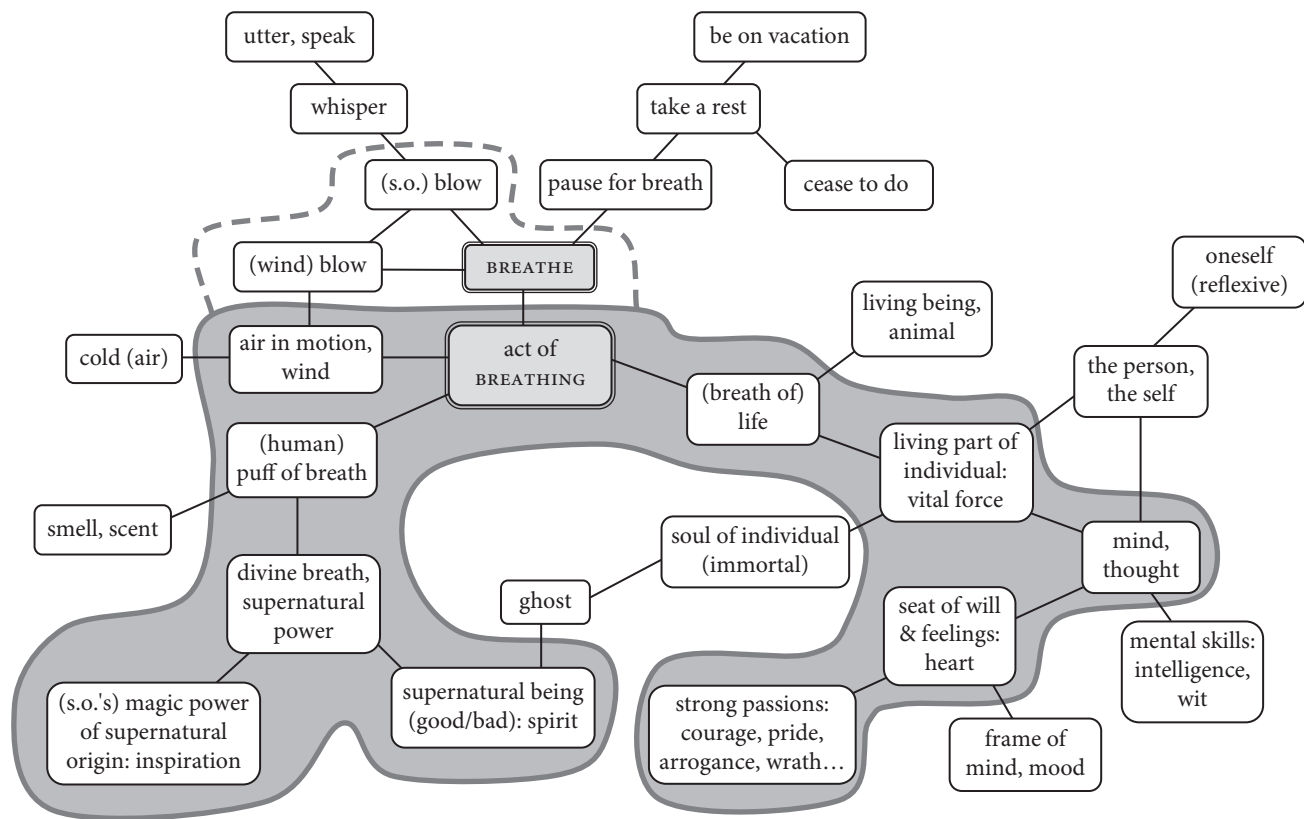 utter, speak
be on vacation
whisper
take a rest
(s.o.) blow
pause for breath
cease to do
(wind) blow
BREATHE
oneself
(reflexive)
living being,
animal
cold (air)
air in motion,
wind
act of
BREATHING
the person,
the self
(breath of)
life
(human)
puff of breath
living part of
individual:
vital force
smell, scent
soul of individual
(immortal)
mind,
thought
divine breath,
supernatural
power
ghost
seat of will
& feelings:
heart
mental skills:
intelligence,
wit
(s.o.'s) magic power
of supernatural
origin: inspiration
supernatural being
(good/bad): spirit
strong passions:
courage, pride,
arrogance, wrath…
frame of
mind, mood